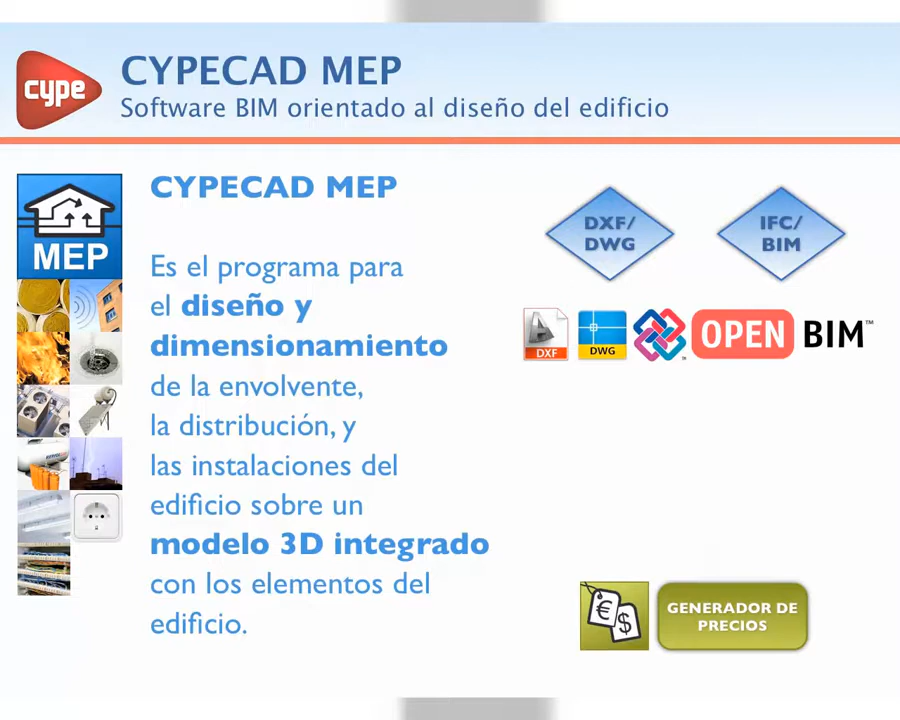 cype
CYPECAD MEP
Software BIM orientado al diseño del edificio
MEP
CYPECAD MEP
Es el programa para
el diseño y
dimensionamiento
de la envolvente,
la distribución, y
las instalaciones del
edificio sobre un
modelo 3D integrado
con los elementos del
edificio.
DXF/
DWG
IFC/
BIM
DXF
DWG
OPEN BIM™
€ $
GENERADOR DE
PRECIOS